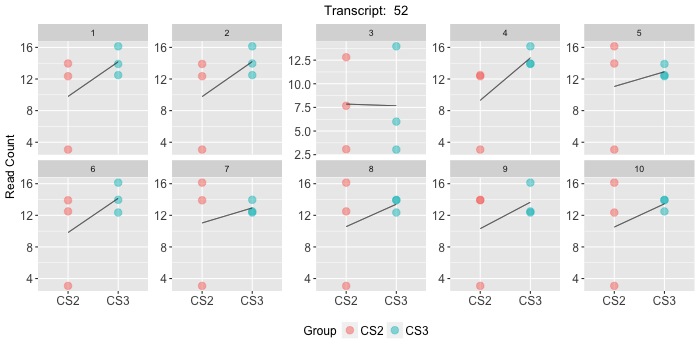 Transcript:  52
1 2 3 4 5
16 16 12.5 16 16
12 12 10.0 12 12
8 8 7.5 8 8
4 4 5.0 4 4
2.5
Read Count
6 7 8 9 10
16 16 16 16 16
12 12 12 12 12
8 8 8 8 8
4 4 4 4 4
CS2 CS3 CS2 CS3 CS2 CS3 CS2 CS3 CS2 CS3
Group CS2 CS3